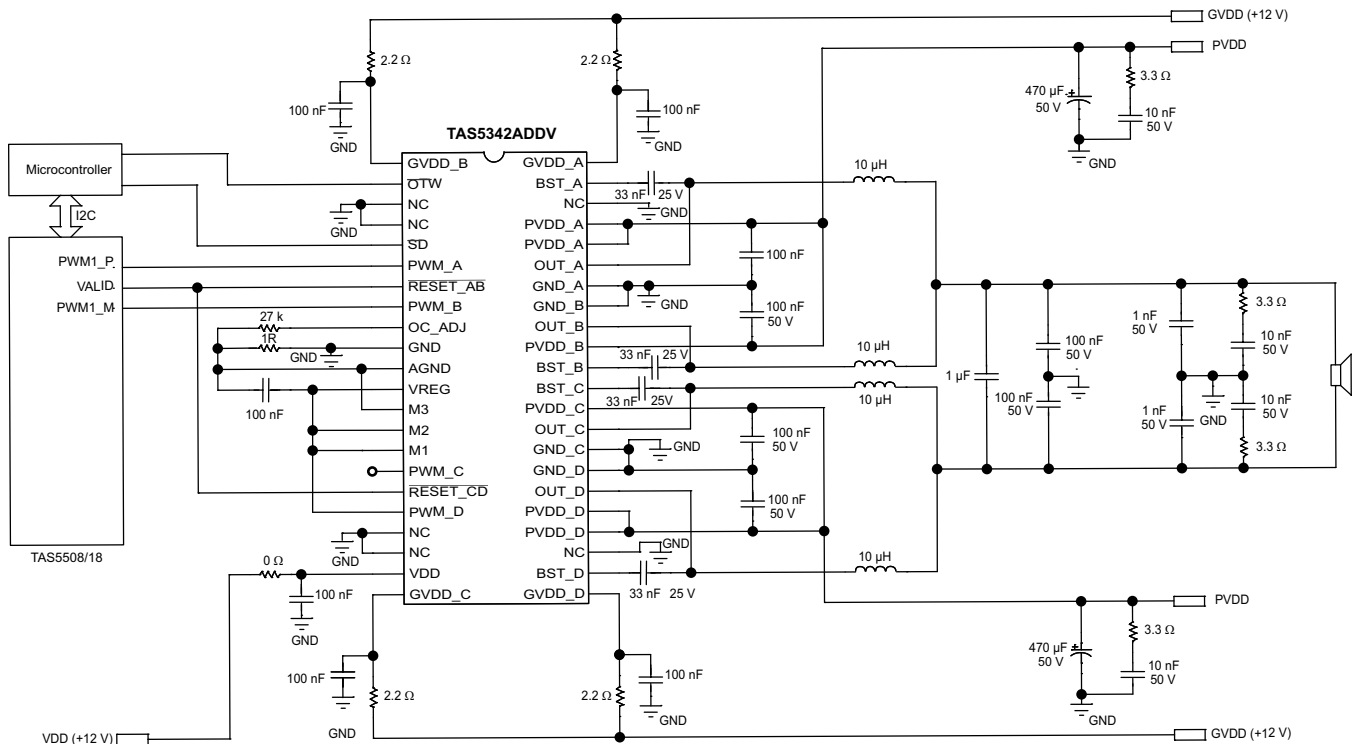 GVDD (+12 V)
PVDD
2.2 Ω
2.2 Ω
3.3 Ω
470 µF
50 V
10 nF
50 V
100 nF
GND
100 nF
GND
GND
TAS5342ADDV
Microcontroller
I2C
PWM1_P
VALID
PWM1_M
TAS5508/18
GVDD_B
OTW
NC
NC
SD
PWM_A
RESET_AB
PWM_B
OC_ADJ
GND
AGND
VREG
M3
M2
M1
PWM_C
RESET_CD
PWM_D
NC
NC
VDD
GVDD_C
GVDD_A
BST_A
NC
PVDD_A
PVDD_A
OUT_A
GND_A
GND_B
OUT_B
PVDD_B
BST_B
BST_C
PVDD_C
OUT_C
GND_C
GND_D
OUT_D
PVDD_D
PVDD_D
NC
BST_D
GVDD_D
GND
27 k
1R
GND
100 nF
GND
0 Ω
100 nF
GND
33 nF 25 V
GND
10 µH
100 nF
50 V
GND
100 nF
50 V
33 nF 25 V
10 µH
33 nF 25V
10 µH
GND
100 nF
50 V
100 nF
50 V
GND
33 nF 25 V
10 µH
1 µF
100 nF
50 V
100 nF
50 V
1 nF
50 V
1 nF
50 V
GND
3.3 Ω
10 nF
50 V
10 nF
50 V
3.3 Ω
PVDD
3.3 Ω
470 µF
50 V
10 nF
50 V
GND
100 nF
2.2 Ω
GND
100 nF
2.2 Ω
GND
VDD (+12 V)
GVDD (+12 V)